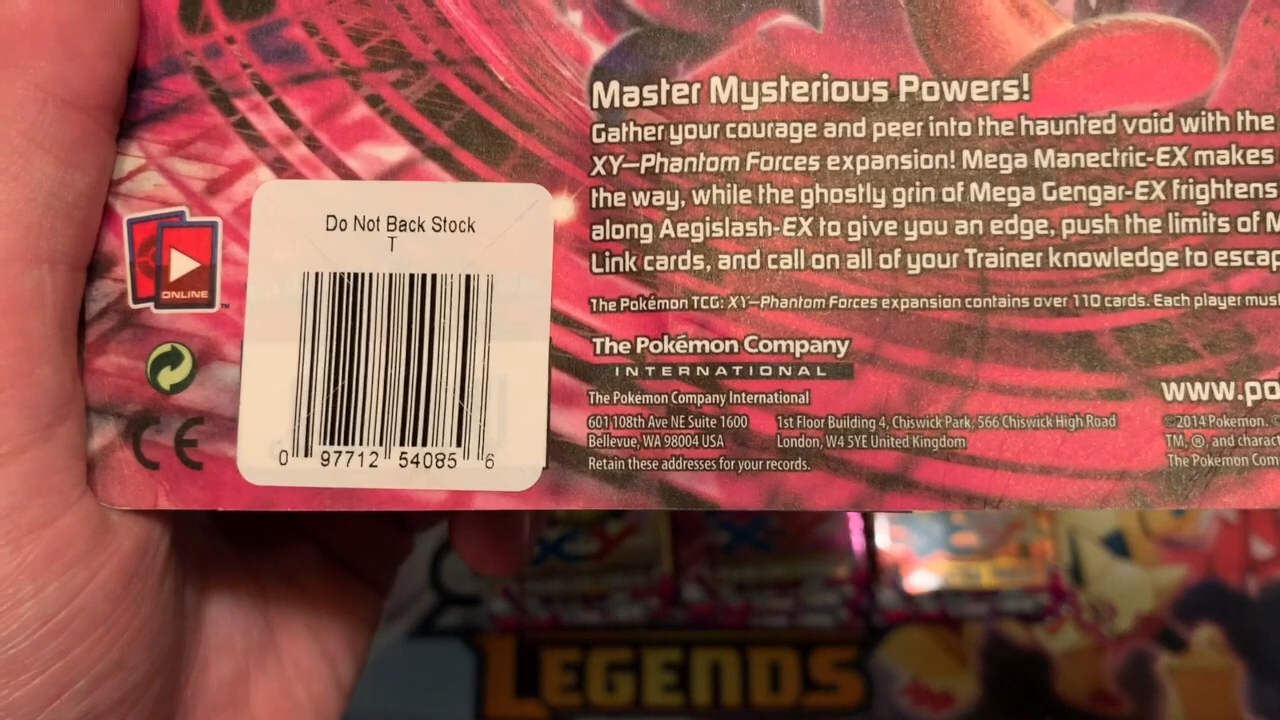 Master Mysterious Powers!
Gather your courage and peer into the haunted void with the
XY–Phantom Forces expansion! Mega Manectric-EX makes
the way, while the ghostly grin of Mega Gengar-EX frightens
along Aegislash-EX to give you an edge, push the limits of M
Link cards, and call on all of your Trainer knowledge to escap
The Pokémon TCG: XY–Phantom Forces expansion contains over 110 cards. Each player mus
The Pokémon Company
INTERNATIONAL
The Pokémon Company International
601 108th Ave NE Suite 1600
Bellevue, WA 98004 USA
1st Floor Building 4, Chiswick Park, 566 Chiswick High Road
London, W4 5YE United Kingdom
Retain these addresses for your records.
www.po
©2014 Pokémon. ©
TM, ®, and charact
The Pokémon Com
Do Not Back Stock
T
0 97712 54085 6
ONLINE
TM
CE
XY
LEGENDS